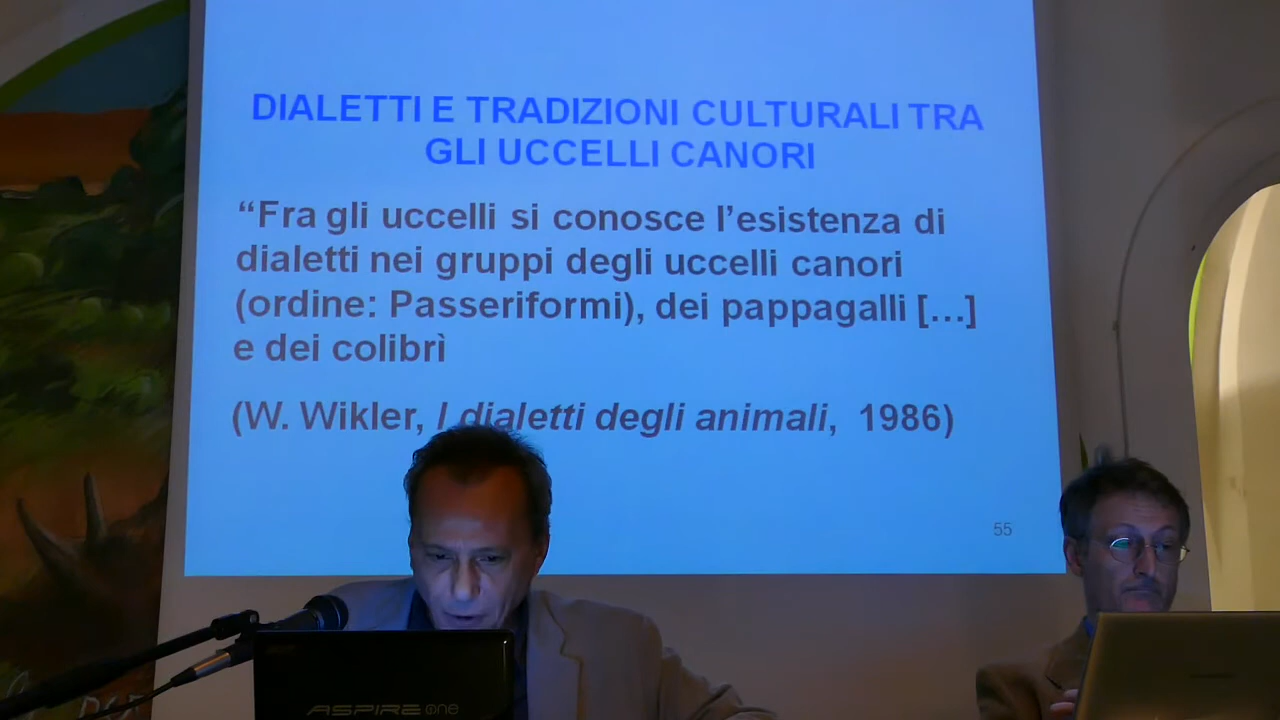 DIALETTI E TRADIZIONI CULTURALI TRA
GLI UCCELLI CANORI
“Fra gli uccelli si conosce l’esistenza di
dialetti nei gruppi degli uccelli canori
(ordine: Passeriformi), dei pappagalli […]
e dei colibrì
(W. Wikler, I dialetti degli animali, 1986)
55
ASPIRE one